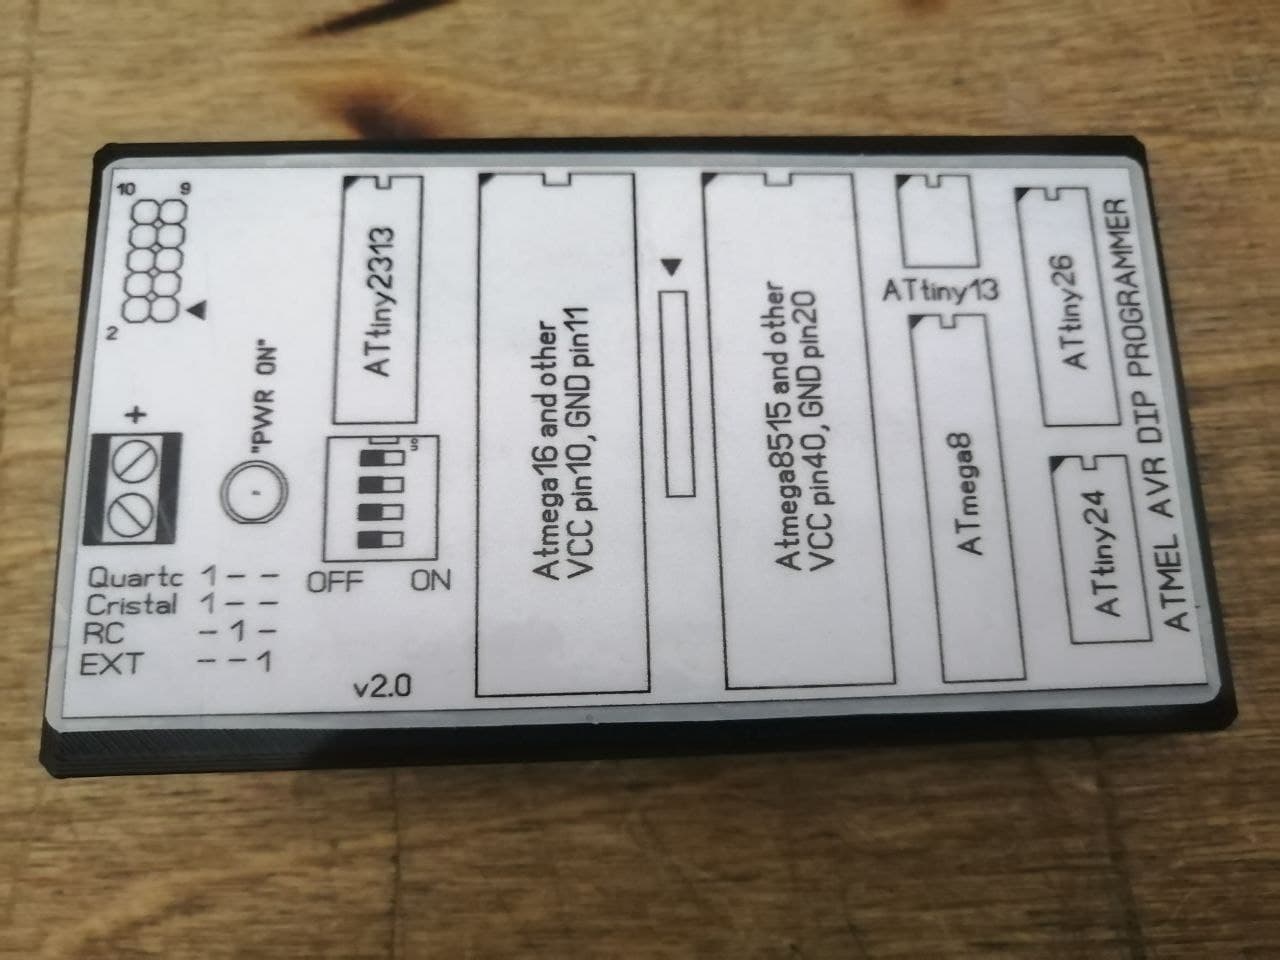 10 9
2
+
"PWR ON"
Quartc 1 - -
Cristal 1 - -
RC - 1 -
EXT - - 1
on
OFF ON
v2.0
ATtiny2313
Atmega16 and other
VCC pin10, GND pin11
Atmega8515 and other
VCC pin40, GND pin20
ATtiny13
ATmega8
ATtiny26
ATtiny24
ATMEL AVR DIP PROGRAMMER